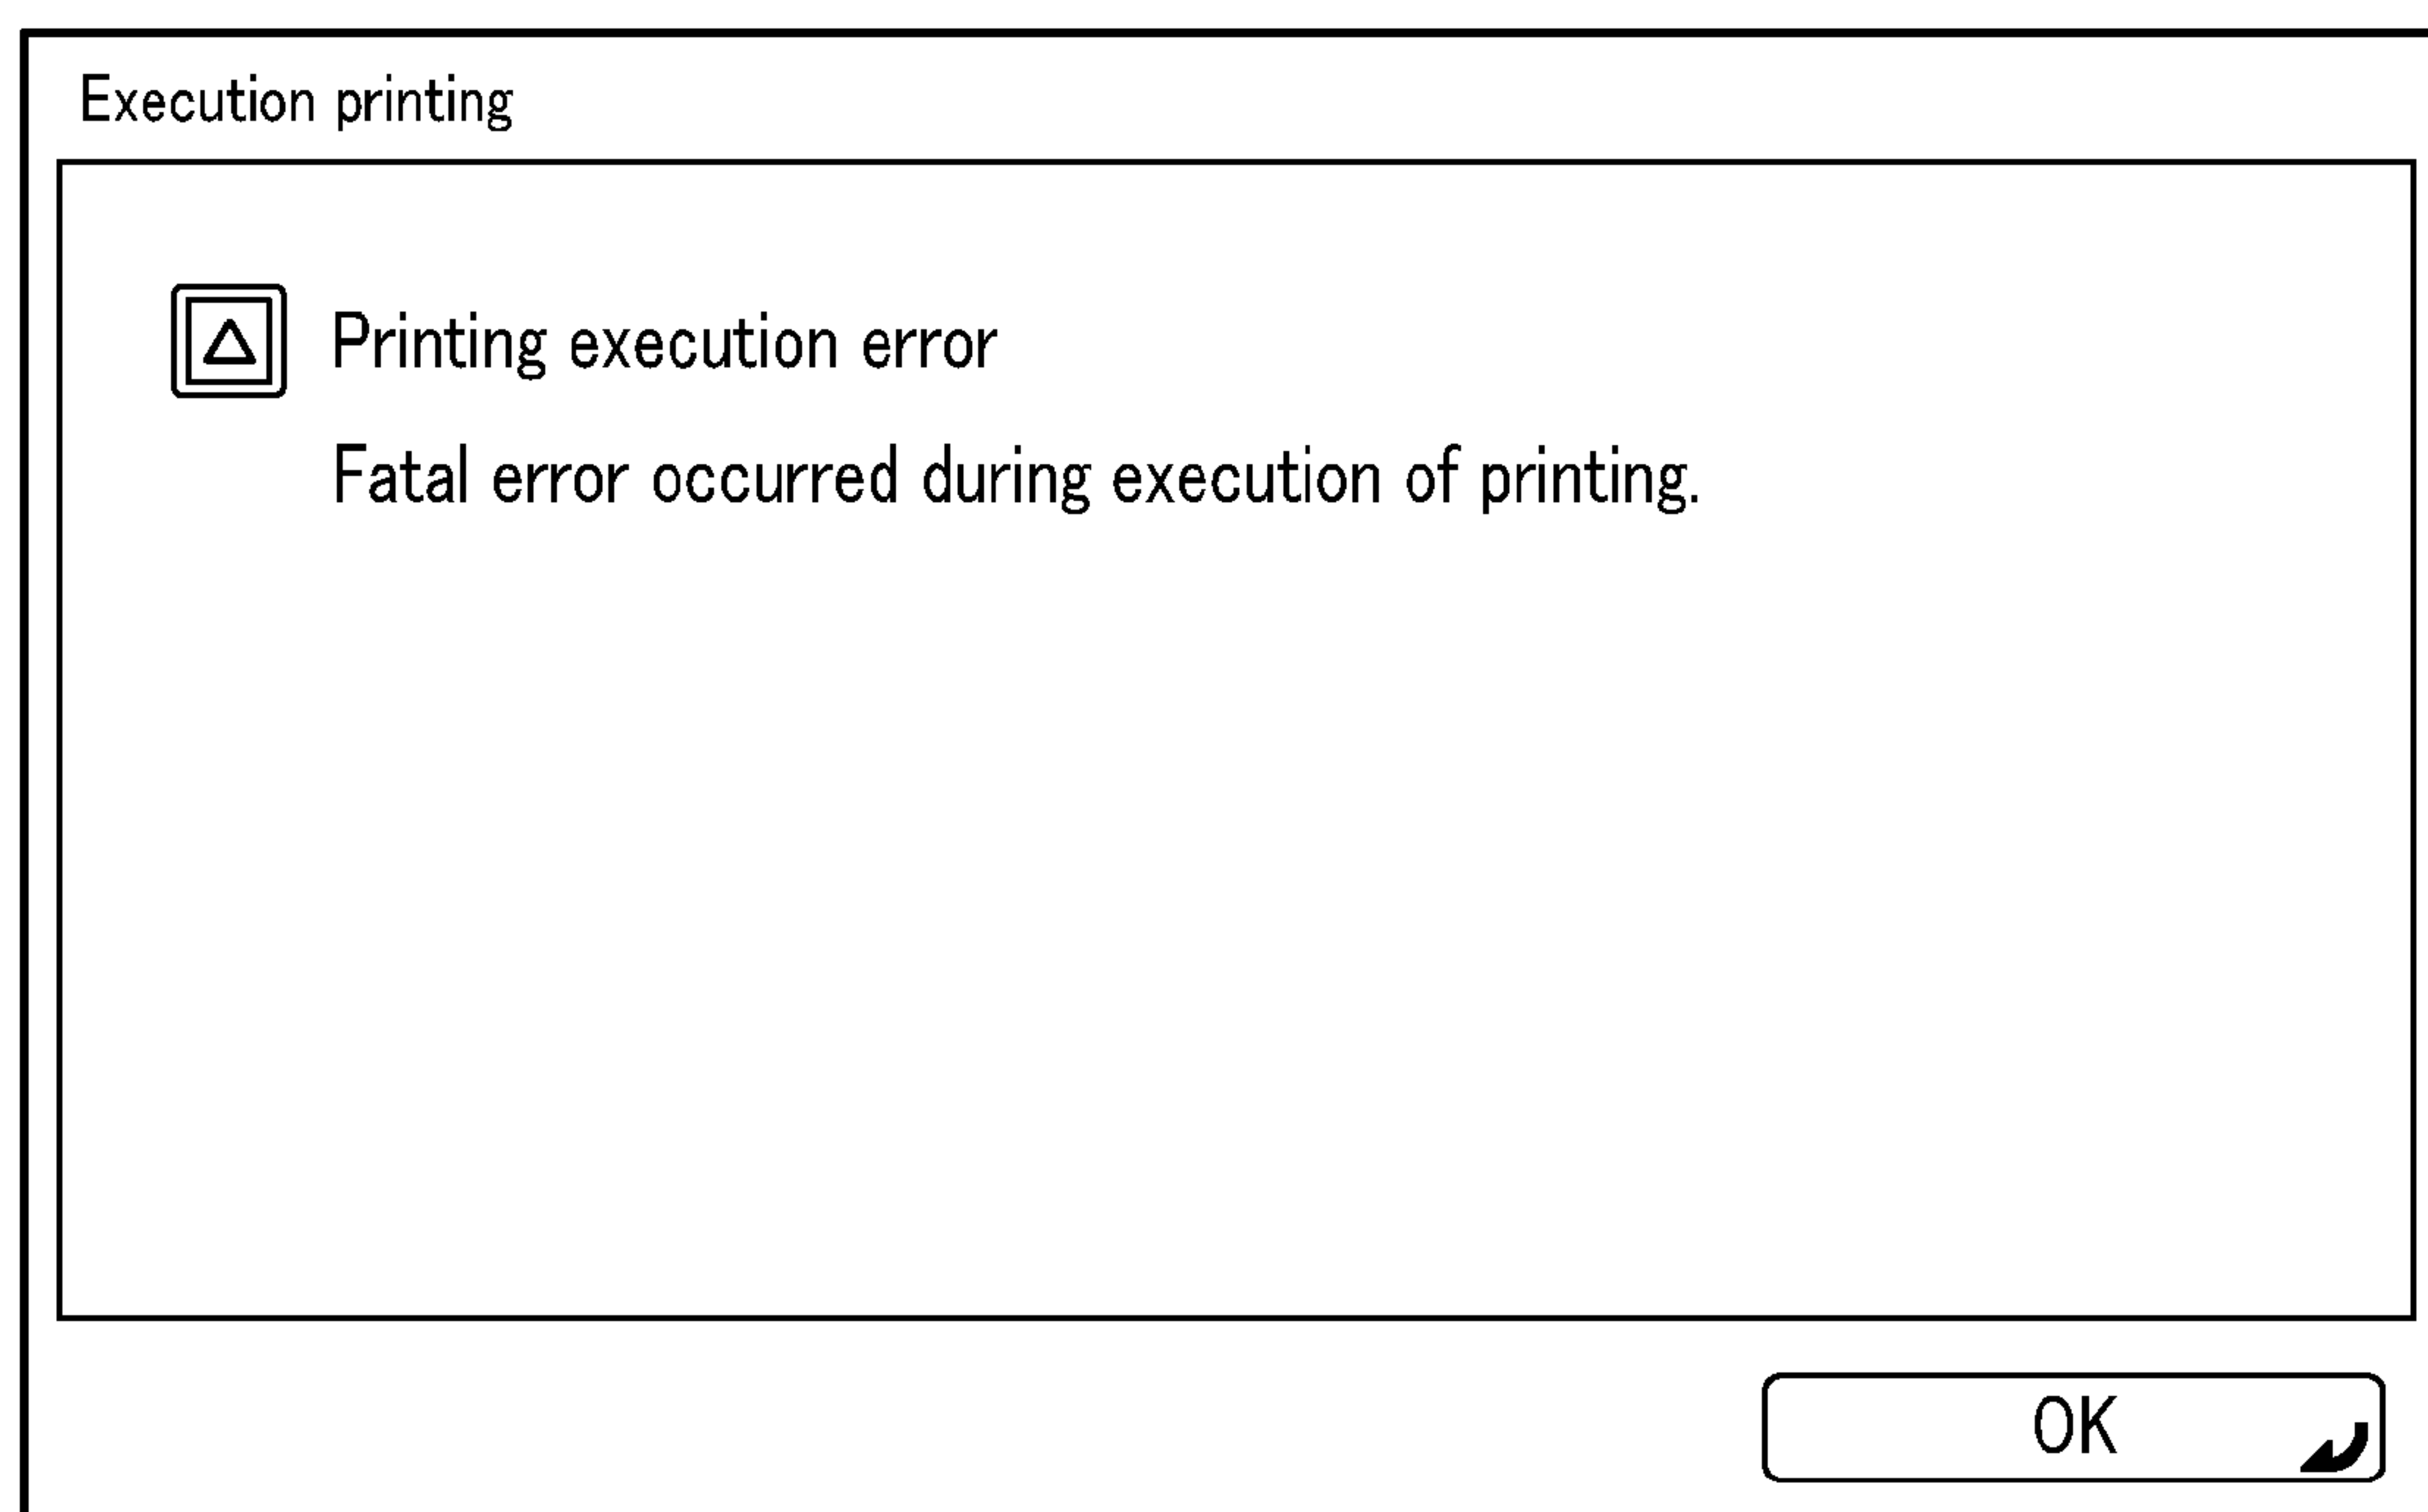 Execution printing
Printing execution error
Fatal error occurred during execution of printing.
OK